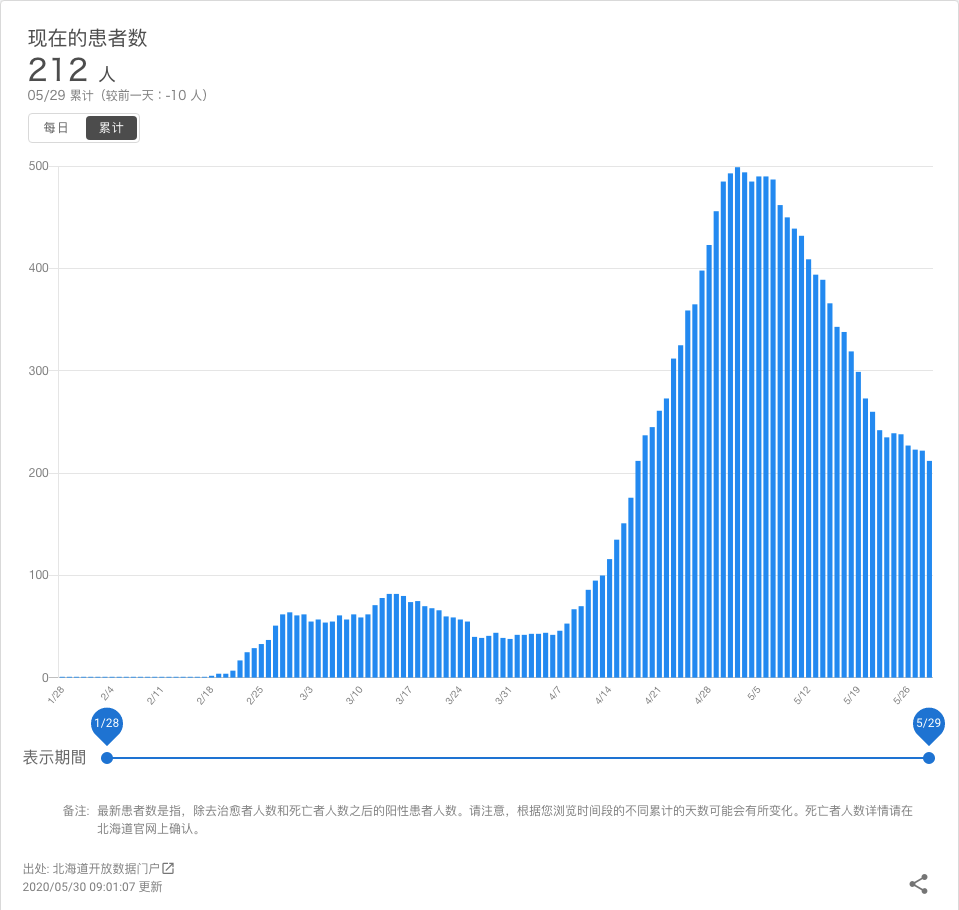 现在的患者数
212 人
05/29 累计（较前一天：-10 人）
每日 累计
500
400
300
200
100
0
1/28 2/4 2/11 2/18 2/25 3/3 3/10 3/17 3/24 3/31 4/7 4/14 4/21 4/28 5/5 5/12 5/19 5/26
1/28 5/29
表示期間
备注: 最新患者数是指，除去治愈者人数和死亡者人数之后的阳性患者人数。请注意，根据您浏览时间段的不同累计的天数可能会有所变化。死亡者人数详情请在
北海道官网上确认。
出处: 北海道开放数据门户
2020/05/30 09:01:07 更新